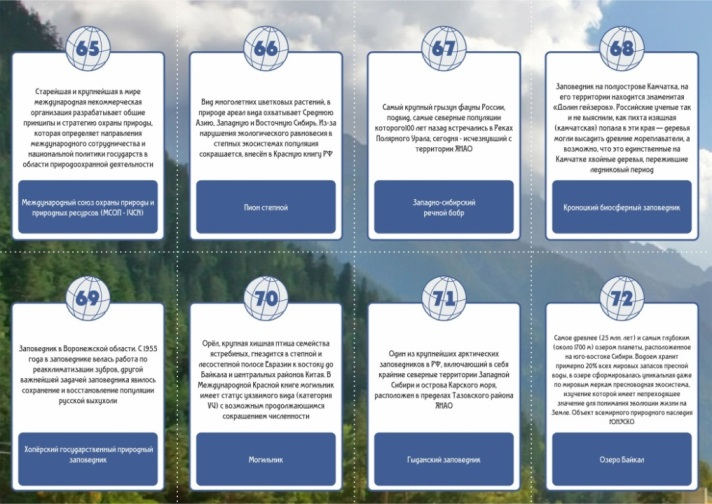 65
Старейшая и крупнейшая в мире
международная некоммерческая
организация разрабатывает общие
принципы и стратегию охраны природы,
которая определяет направления
международного сотрудничества и
национальной политики государств в
области природоохранной деятельности
Международный союз охраны природы и
природных ресурсов (МСОП - IUCN)
66
Вид многолетних цветковых растений, в
природе ареал вида охватывает Среднюю
Азию, Западную и Восточную Сибирь. Из-за
нарушения экологического равновесия в
степных экосистемах популяция
сокращается, внесён в Красную книгу РФ
Пион степной
67
Самый крупный грызун фауны России,
подвид, самые северные популяции
которого100 лет назад встречались в Реках
Полярного Урала, сегодня - исчезнувший с
территории ЯНАО
Западно-сибирский
речной бобр
68
Заповедник на полуострове Камчатка, на
его территории находится знаменитая
«Долин гейзеров». Российские ученые так
и не выяснили, как пихта изящная
(камчатская) попала в эти края — деревья
могли высадить древние мореплаватели, а
возможно, что это единственные на
Камчатке хвойные деревья, пережившие
ледниковый период
Кроноцкий биосферный заповедник
69
Заповедник в Воронежской области. С 1955
года в заповеднике велась работа по
реакклиматизации зубров, другой
важнейшей задачей заповедника явилось
сохранение и восстановление популяции
русской выхухоли
Хопёрский государственный природный
заповедник
70
Орёл, крупная хищная птица семейства
ястребиных, гнездится в степной и
лесостепной полосе Евразии к востоку до
Байкала и центральных районов Китая. В
Международной Красной книге могильник
имеет статус уязвимого вида (категория
УЧ) с возможным продолжающимся
сокращением численности
Могильник
71
Один из крупнейших арктических
заповедников в РФ, включающий в себя
крайние северные территории Западной
Сибири и острова Карского моря,
расположен в пределах Тазовского района
ЯНАО
Гыданский заповедник
72
Самое древнее (25 млн. лет) и самым глубоким
(около 1700 м) озером планеты, расположенное
на юго-востоке Сибири. Водоем хранит
примерно 20% всех мировых запасов пресной
воды, в озере сформировалась уникальная даже
по мировым меркам пресноводная экосистема,
изучение которой имеет непреходящее
значение для понимания эволюции жизни на
Земле. Объект всемирного природного наследия
ЮНЕСКО
Озеро Байкал